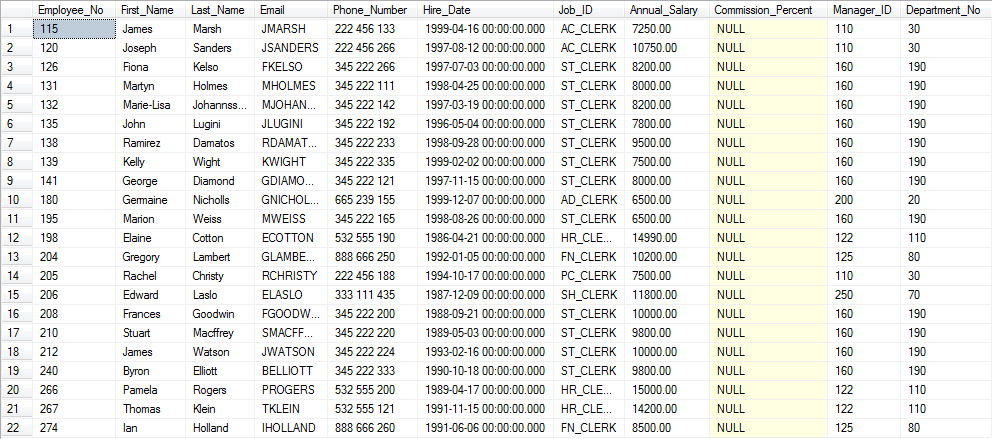 Employee_No First_Name Last_Name Email Phone_Number Hire_Date Job_ID Annual_Salary Commission_Percent Manager_ID Department_No
1 115 James Marsh JMARSH 222 456 133 1999-04-16 00:00:00.000 AC_CLERK 7250.00 NULL 110 30
2 120 Joseph Sanders JSANDERS 222 456 266 1997-08-12 00:00:00.000 AC_CLERK 10750.00 NULL 110 30
3 126 Fiona Kelso FKELSO 345 222 266 1997-07-03 00:00:00.000 ST_CLERK 8200.00 NULL 160 190
4 131 Martyn Holmes MHOLMES 345 222 111 1998-04-25 00:00:00.000 ST_CLERK 8000.00 NULL 160 190
5 132 Marie-Lisa Johannss... MJOHAN... 345 222 142 1997-03-19 00:00:00.000 ST_CLERK 8200.00 NULL 160 190
6 135 John Lugini JLUGINI 345 222 192 1996-05-04 00:00:00.000 ST_CLERK 7800.00 NULL 160 190
7 138 Ramirez Damatos RDAMAT... 345 222 233 1998-09-28 00:00:00.000 ST_CLERK 9500.00 NULL 160 190
8 139 Kelly Wight KWIGHT 345 222 335 1999-02-02 00:00:00.000 ST_CLERK 7500.00 NULL 160 190
9 141 George Diamond GDIAMO... 345 222 121 1997-11-15 00:00:00.000 ST_CLERK 8000.00 NULL 160 190
10 180 Germaine Nicholls GNICHOL... 665 239 155 1999-12-07 00:00:00.000 AD_CLERK 6500.00 NULL 200 20
11 195 Marion Weiss MWEISS 345 222 165 1998-08-26 00:00:00.000 ST_CLERK 6500.00 NULL 160 190
12 198 Elaine Cotton ECOTTON 532 555 190 1986-04-21 00:00:00.000 HR_CLE... 14990.00 NULL 122 110
13 204 Gregory Lambert GLAMBE... 888 666 250 1992-01-05 00:00:00.000 FN_CLERK 10200.00 NULL 125 80
14 205 Rachel Christy RCHRISTY 222 456 188 1994-10-17 00:00:00.000 PC_CLERK 7500.00 NULL 110 30
15 206 Edward Laslo ELASLO 333 111 435 1987-12-09 00:00:00.000 SH_CLERK 11800.00 NULL 250 70
16 208 Frances Goodwin FGOODW... 345 222 200 1988-09-21 00:00:00.000 ST_CLERK 10000.00 NULL 160 190
17 210 Stuart Macffrey SMACFF... 345 222 220 1989-05-03 00:00:00.000 ST_CLERK 9800.00 NULL 160 190
18 212 James Watson JWATSON 345 222 224 1993-02-16 00:00:00.000 ST_CLERK 10000.00 NULL 160 190
19 240 Byron Elliott BELLIOTT 345 222 333 1990-10-18 00:00:00.000 ST_CLERK 9800.00 NULL 160 190
20 266 Pamela Rogers PROGERS 532 555 200 1989-04-17 00:00:00.000 HR_CLE... 15000.00 NULL 122 110
21 267 Thomas Klein TKLEIN 532 555 121 1991-11-15 00:00:00.000 HR_CLE... 14200.00 NULL 122 110
22 274 Ian Holland IHOLLAND 888 666 260 1991-06-06 00:00:00.000 FN_CLERK 8500.00 NULL 125 80